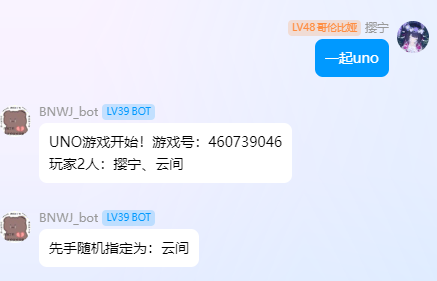 LV48 哥伦比娅 撄宁
一起uno
BNWJ_bot LV39 BOT
UNO游戏开始！游戏号：460739046
玩家2人：撄宁、云间
BNWJ_bot LV39 BOT
先手随机指定为：云间